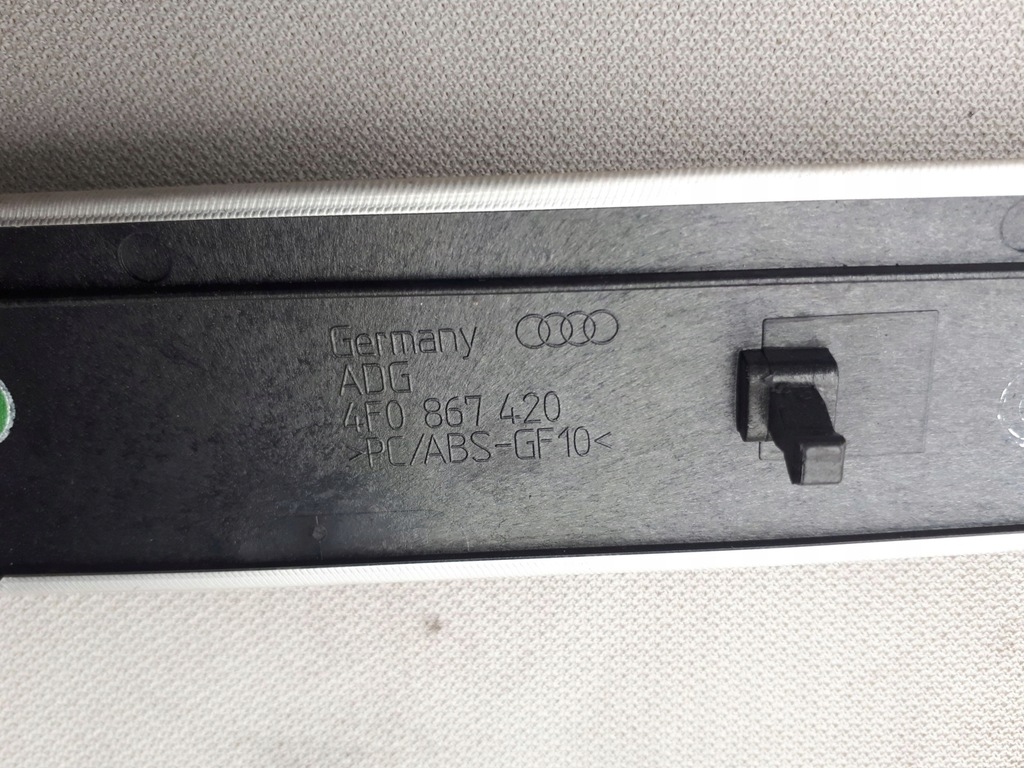 Germany
ADG
4F0 867 420
>PC/ABS-GF10<